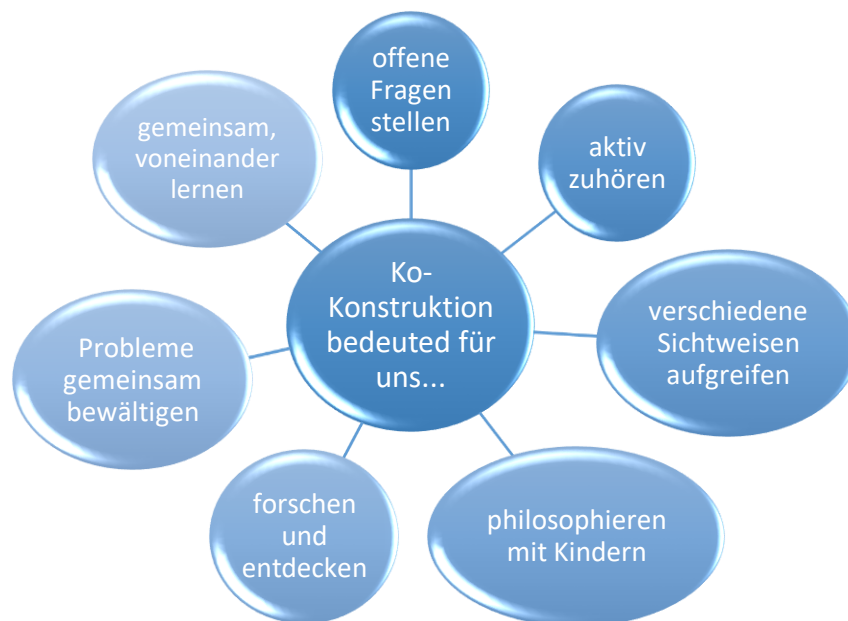 offene
Fragen
stellen
aktiv
zuhören
verschiedene
Sichtweisen
aufgreifen
philosophieren
mit Kindern
forschen
und
entdecken
Probleme
gemeinsam
bewältigen
gemeinsam,
voneinander
lernen
Ko-
Konstruktion
bedeuted für
uns...